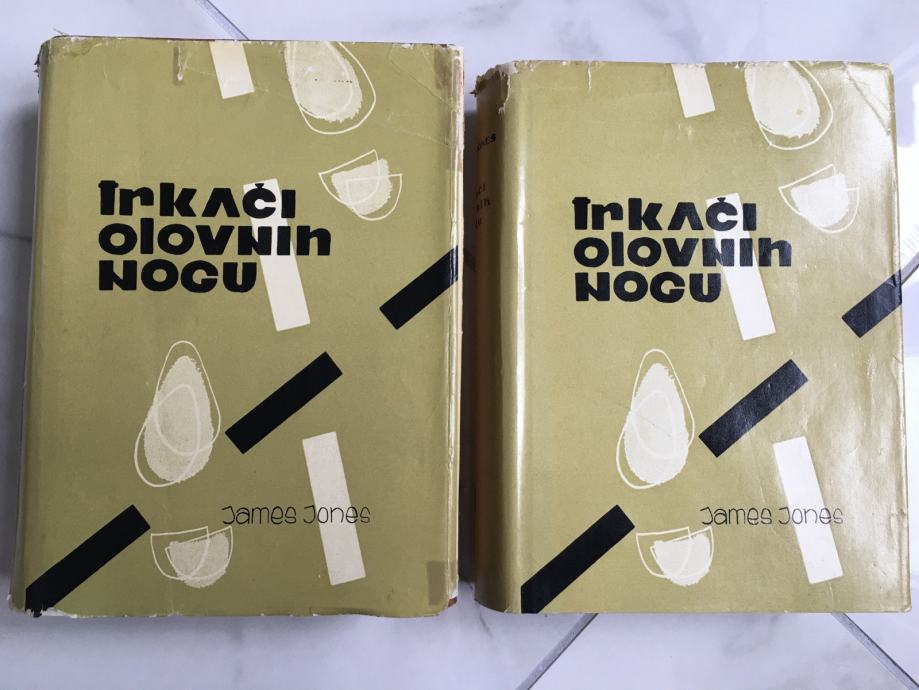 TRKAČI
OLOVNIH
NOGU
James Jones
TRKAČI
OLOVNIH
NOGU
James Jones